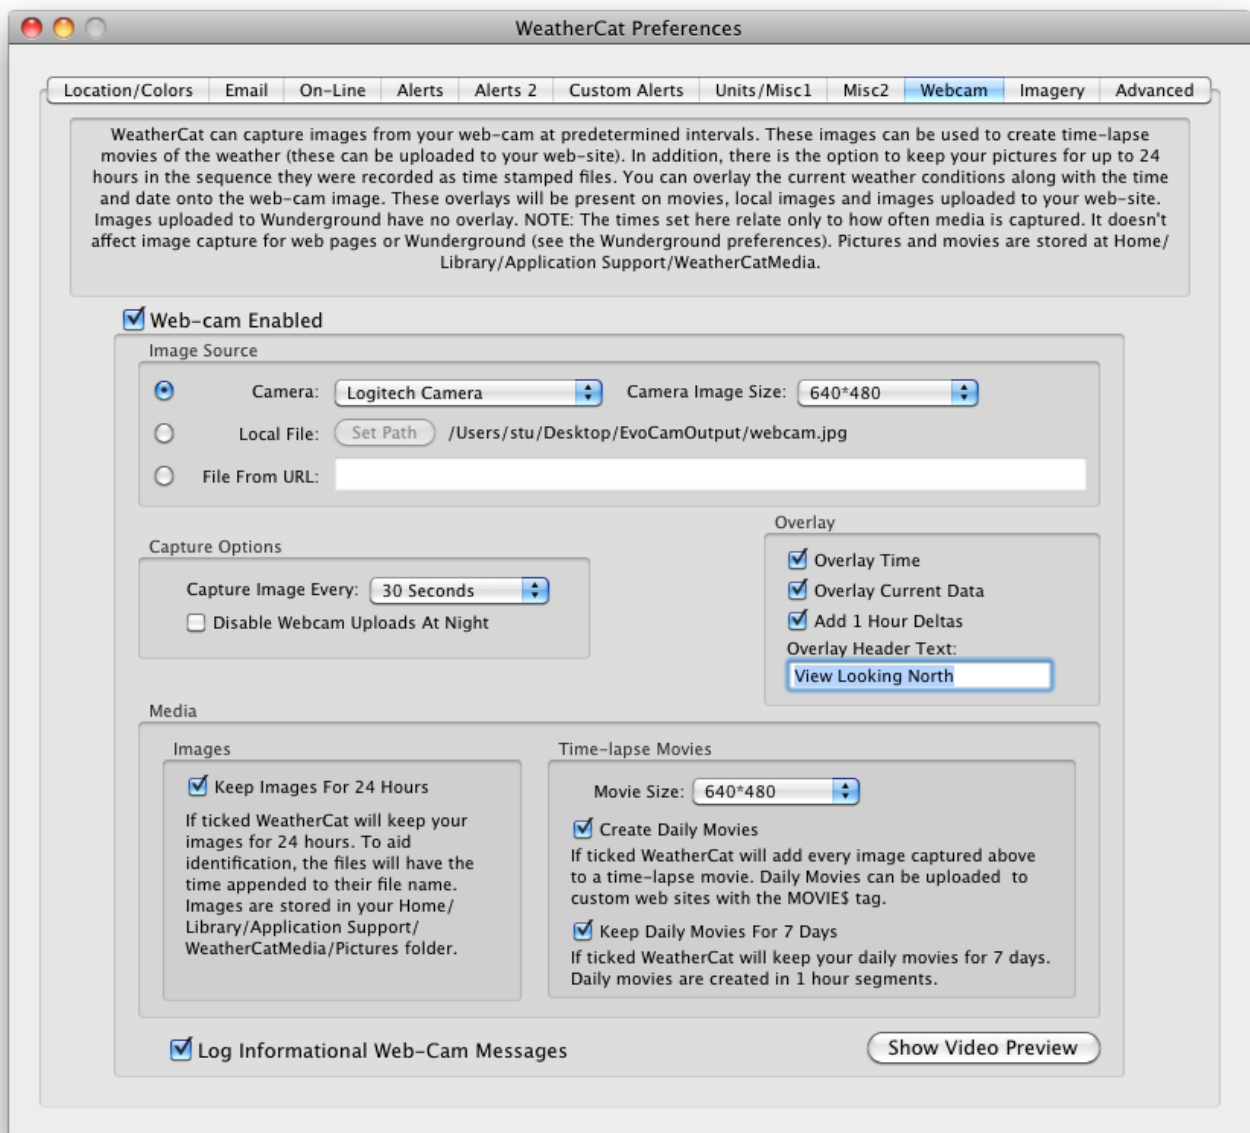 WeatherCat Preferences
Location/Colors Email On-Line Alerts Alerts 2 Custom Alerts Units/Misc1 Misc2 Webcam Imagery Advanced
WeatherCat can capture images from your web-cam at predetermined intervals. These images can be used to create time-lapse
movies of the weather (these can be uploaded to your web-site). In addition, there is the option to keep your pictures for up to 24
hours in the sequence they were recorded as time stamped files. You can overlay the current weather conditions along with the time
and date onto the web-cam image. These overlays will be present on movies, local images and images uploaded to your web-site.
Images uploaded to Wunderground have no overlay. NOTE: The times set here relate only to how often media is captured. It doesn't
affect image capture for web pages or Wunderground (see the Wunderground preferences). Pictures and movies are stored at Home/
Library/Application Support/WeatherCatMedia.
Web-cam Enabled
Image Source
Camera: Logitech Camera Camera Image Size: 640*480
Local File: Set Path /Users/stu/Desktop/EvoCamOutput/webcam.jpg
File From URL:
Capture Options
Capture Image Every: 30 Seconds
Disable Webcam Uploads At Night
Overlay
Overlay Time
Overlay Current Data
Add 1 Hour Deltas
Overlay Header Text:
View Looking North
Media
Images
Keep Images For 24 Hours
If ticked WeatherCat will keep your
images for 24 hours. To aid
identification, the files will have the
time appended to their file name.
Images are stored in your Home/
Library/Application Support/
WeatherCatMedia/Pictures folder.
Time-lapse Movies
Movie Size: 640*480
Create Daily Movies
If ticked WeatherCat will add every image captured above
to a time-lapse movie. Daily Movies can be uploaded to
custom web sites with the MOVIE$ tag.
Keep Daily Movies For 7 Days
If ticked WeatherCat will keep your daily movies for 7 days.
Daily movies are created in 1 hour segments.
Log Informational Web-Cam Messages
Show Video Preview